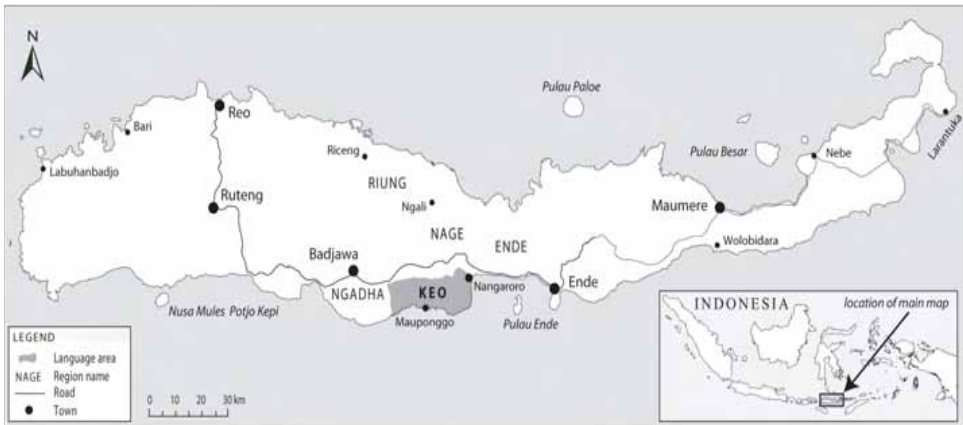 N
Pulau Paloe
Reo
Bari
Larantuka
Riceng
Pulau Besar
Nebe
Labuhanbadjo
RIUNG
Ruteng
Ngali
Maumere
NAGE
ENDE
Wolobidara
Badjawa
Nangaroro
Ende
NGADHA
KEO
Nusa Mules Potjo Kepl
Mauponggo
Pulau Ende
INDONESIA
location of main map
LEGEND
Language area
NAGE Region name
Road
Town
0 10 20 30 km